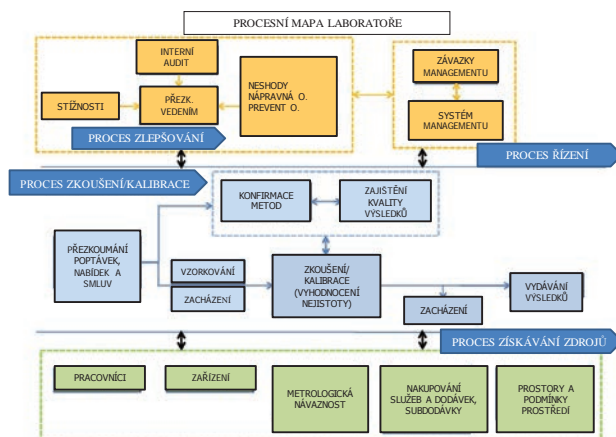 PROCESNÍ MAPA LABORATOŘE
INTERNÍ
AUDIT
STÍŽNOSTI
PŘEZK.
VEDENÍM
NESHODY
NÁPRAVNÁ O.
PREVENT O.
PROCES ZLEPŠOVÁNÍ
ZÁVAZKY
MANAGEMENTU
SYSTÉM
MANAGEMENTU
PROCES ŘÍZENÍ
PROCES ZKOUŠENÍ/KALIBRACE
KONFIRMACE
METOD
ZAJIŠTĚNÍ
KVALITY
VÝSLEDKŮ
PŘEZKOUMÁNÍ
POPTÁVEK,
NABÍDEK A
SMLUV
VZORKOVÁNÍ
ZACHÁZENÍ
ZKOUŠENÍ/
KALIBRACE
(VYHODNOCENÍ
NEJISTOTY)
ZACHÁZENÍ
VYDÁVÁNÍ
VÝSLEDKŮ
PROCES ZÍSKÁVÁNÍ ZDROJŮ
PRACOVNÍCI
ZAŘÍZENÍ
METROLOGICKÁ
NÁVAZNOST
NAKUPOVÁNÍ
SLUŽEB A DODÁVEK,
SUBDODÁVKY
PROSTORY A
PODMÍNKY
PROSTŘEDÍ